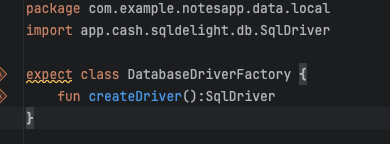 package com.example.notesapp.data.local
import app.cash.sqldelight.db.SqlDriver
expect class DatabaseDriverFactory {
fun createDriver():SqlDriver
}